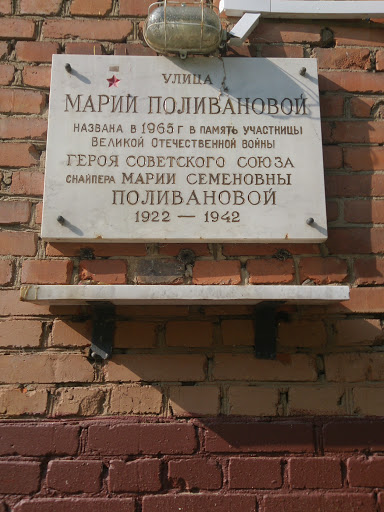 УЛИЦА
МАРИИ ПОЛИВАНОВОЙ
НАЗВАНА В 1965 Г В ПАМЯТЬ УЧАСТНИЦЫ
ВЕЛИКОЙ ОТЕЧЕСТВЕННОЙ ВОЙНЫ
ГЕРОЯ СОВЕТСКОГО СОЮЗА
СНАЙПЕРА МАРИИ СЕМЕНОВНЫ
ПОЛИВАНОВОЙ
1922 — 1942